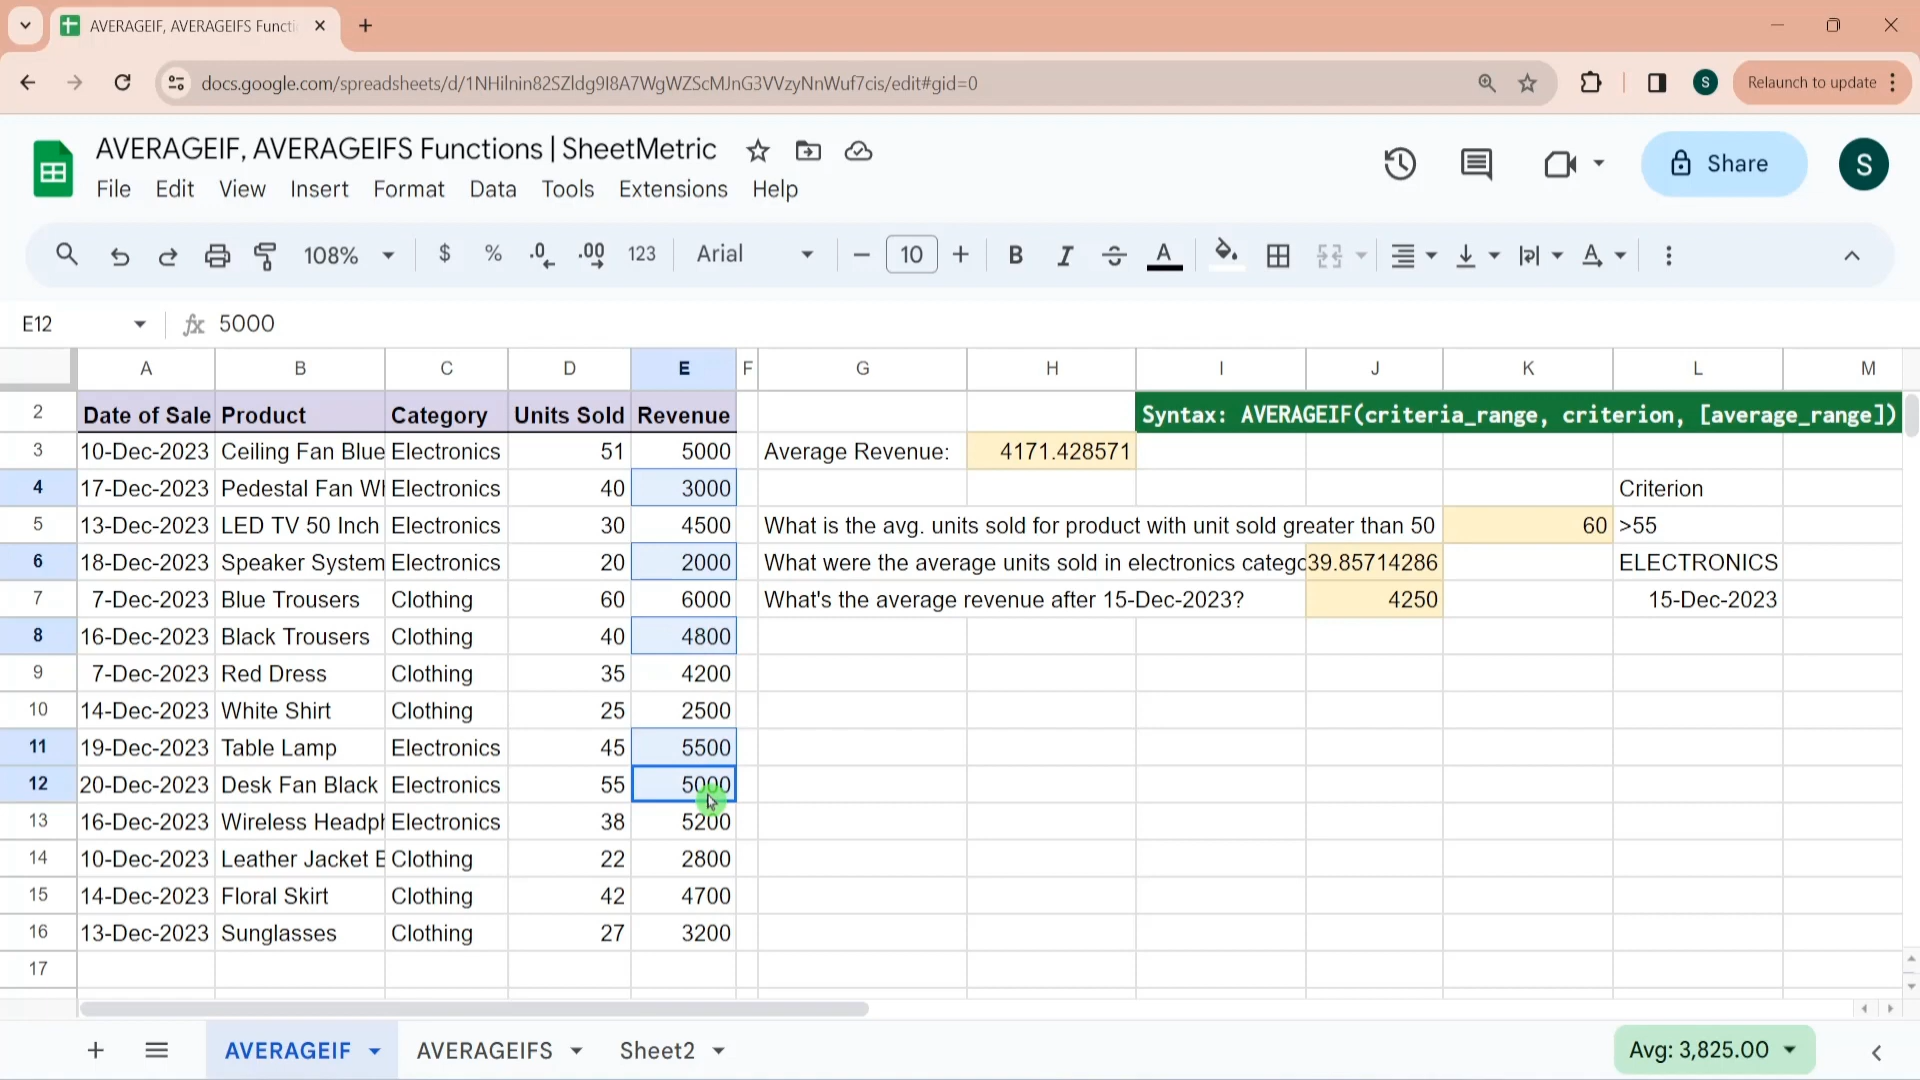 AVERAGEIF, AVERAGEIFS Functi
docs.google.com/spreadsheets/d/1NHilnin82SZldg9I8A7WgWZScMJnG3VVzyNnWuf7cis/edit#gid=0
S
Relaunch to update
AVERAGEIF, AVERAGEIFS Functions | SheetMetric
File Edit View Insert Format Data Tools Extensions Help
Share
S
108% $ % .0 .00 123 Arial 10 B I S A
E12 fx 5000
A B C D E F G H I J K L M
2 Date of Sale Product Category Units Sold Revenue Syntax: AVERAGEIF(criteria_range, criterion, [average_range])
3 10-Dec-2023 Ceiling Fan Blue Electronics 51 5000 Average Revenue: 4171.428571
4 17-Dec-2023 Pedestal Fan Wh Electronics 40 3000 Criterion
5 13-Dec-2023 LED TV 50 Inch Electronics 30 4500 What is the avg. units sold for product with unit sold greater than 50 60 >55
6 18-Dec-2023 Speaker System Electronics 20 2000 What were the average units sold in electronics catego 39.85714286 ELECTRONICS
7 7-Dec-2023 Blue Trousers Clothing 60 6000 What's the average revenue after 15-Dec-2023? 4250 15-Dec-2023
8 16-Dec-2023 Black Trousers Clothing 40 4800
9 7-Dec-2023 Red Dress Clothing 35 4200
10 14-Dec-2023 White Shirt Clothing 25 2500
11 19-Dec-2023 Table Lamp Electronics 45 5500
12 20-Dec-2023 Desk Fan Black Electronics 55 5000
13 16-Dec-2023 Wireless Headph Electronics 38 5200
14 10-Dec-2023 Leather Jacket B Clothing 22 2800
15 14-Dec-2023 Floral Skirt Clothing 42 4700
16 13-Dec-2023 Sunglasses Clothing 27 3200
17
AVERAGEIF AVERAGEIFS Sheet2 Avg: 3,825.00